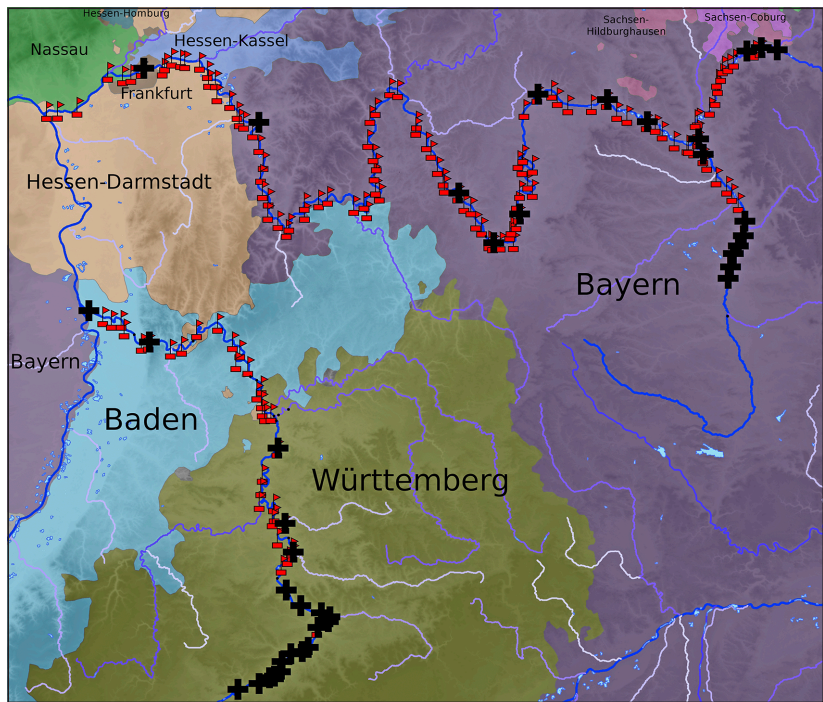 Hessen-Homburg
Sachsen-
Hildburghausen
Sachsen-Coburg
Nassau
Hessen-Kassel
Frankfurt
Hessen-Darmstadt
Bayern
Bayern
Baden
Württemberg